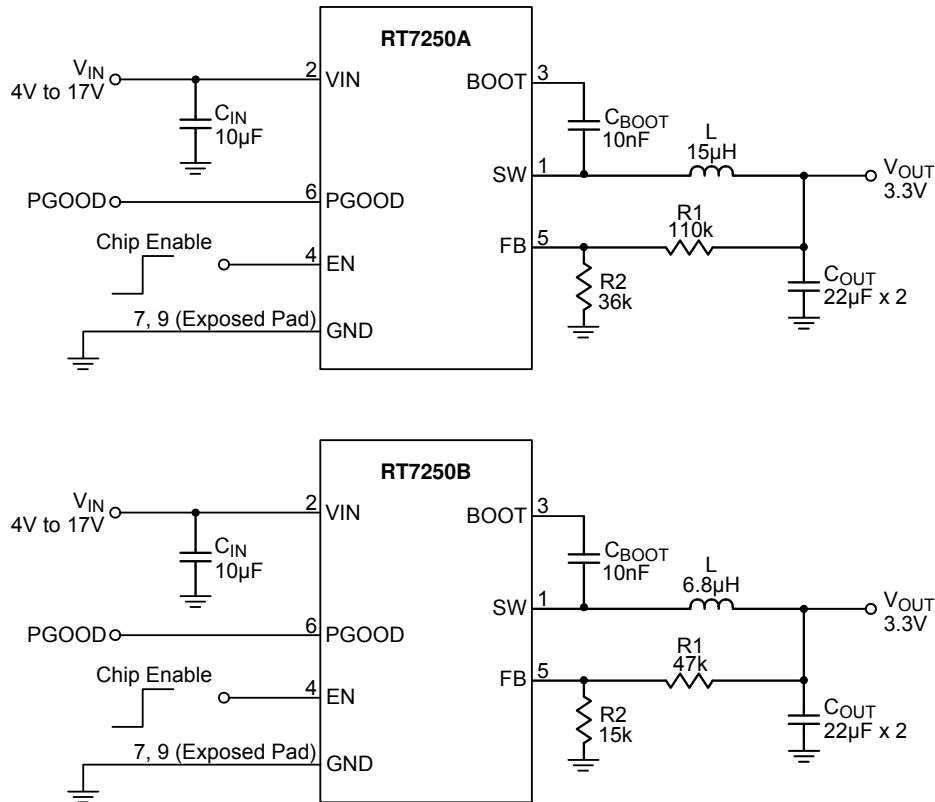 RT7250A
V_IN
4V to 17V
2
VIN
C_IN
10µF
BOOT
3
C_BOOT
10nF
L
15µH
SW
1
V_OUT
3.3V
PGOOD
6
PGOOD
Chip Enable
4
EN
FB
5
R1
110k
R2
36k
C_OUT
22µF x 2
7, 9 (Exposed Pad)
GND
RT7250B
V_IN
4V to 17V
2
VIN
C_IN
10µF
BOOT
3
C_BOOT
10nF
L
6.8µH
SW
1
V_OUT
3.3V
PGOOD
6
PGOOD
Chip Enable
4
EN
FB
5
R1
47k
R2
15k
C_OUT
22µF x 2
7, 9 (Exposed Pad)
GND